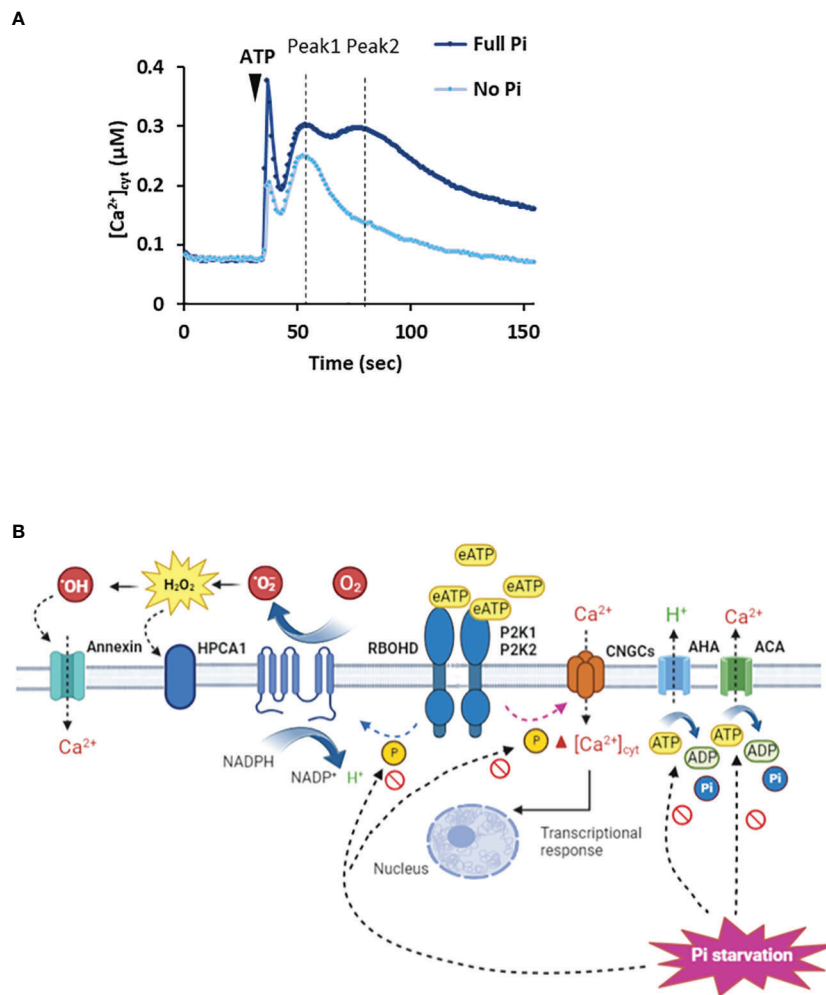 A
ATP
Peak1 Peak2
Full Pi
No Pi
[Ca²⁺]cyt (µM)
0.4
0.3
0.2
0.1
0
0
50
100
150
Time (sec)
B
eATP
eATP
eATP
eATP
•OH
H₂O₂
•O₂⁻
O₂
Annexin
HPCA1
RBOHD
P2K1
P2K2
Ca²⁺
CNGCs
H⁺
AHA
Ca²⁺
ACA
Ca²⁺
NADPH
NADP⁺
H⁺
P
P
[Ca²⁺]cyt
ATP
ADP
Pi
ATP
ADP
Pi
Nucleus
Transcriptional
response
Pi starvation